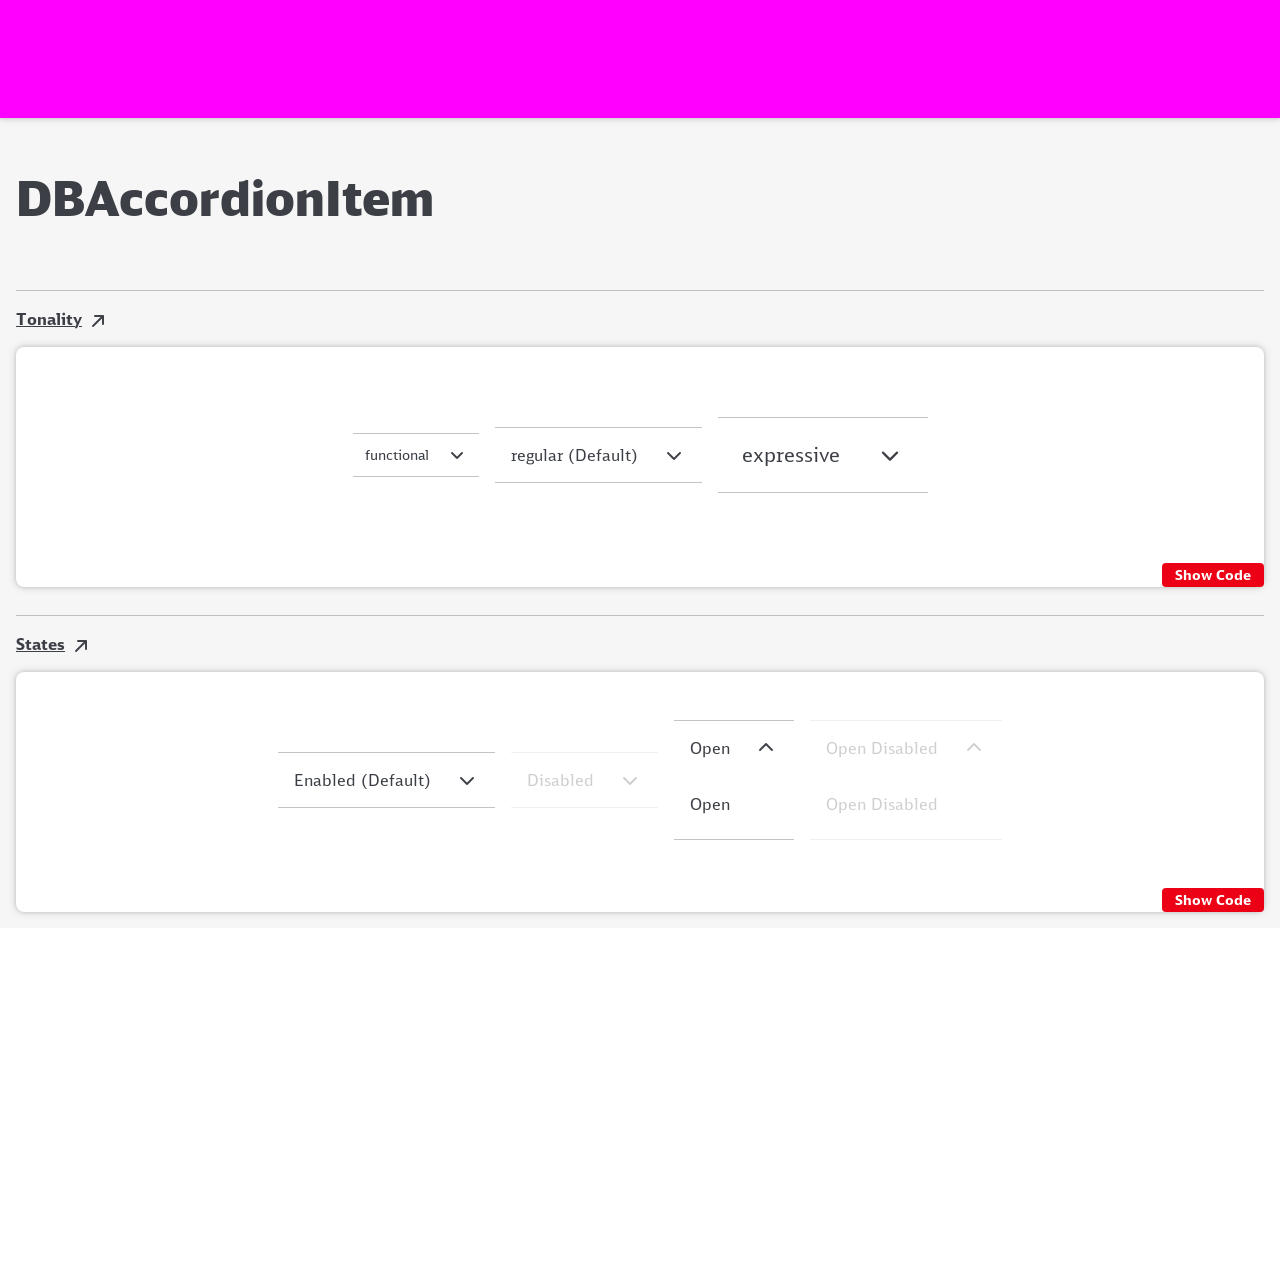 DBAccordionItem
Tonality
functional
regular (Default)
expressive
Show Code
States
Enabled (Default)
Disabled
Open
Open Disabled
Open
Open Disabled
Show Code